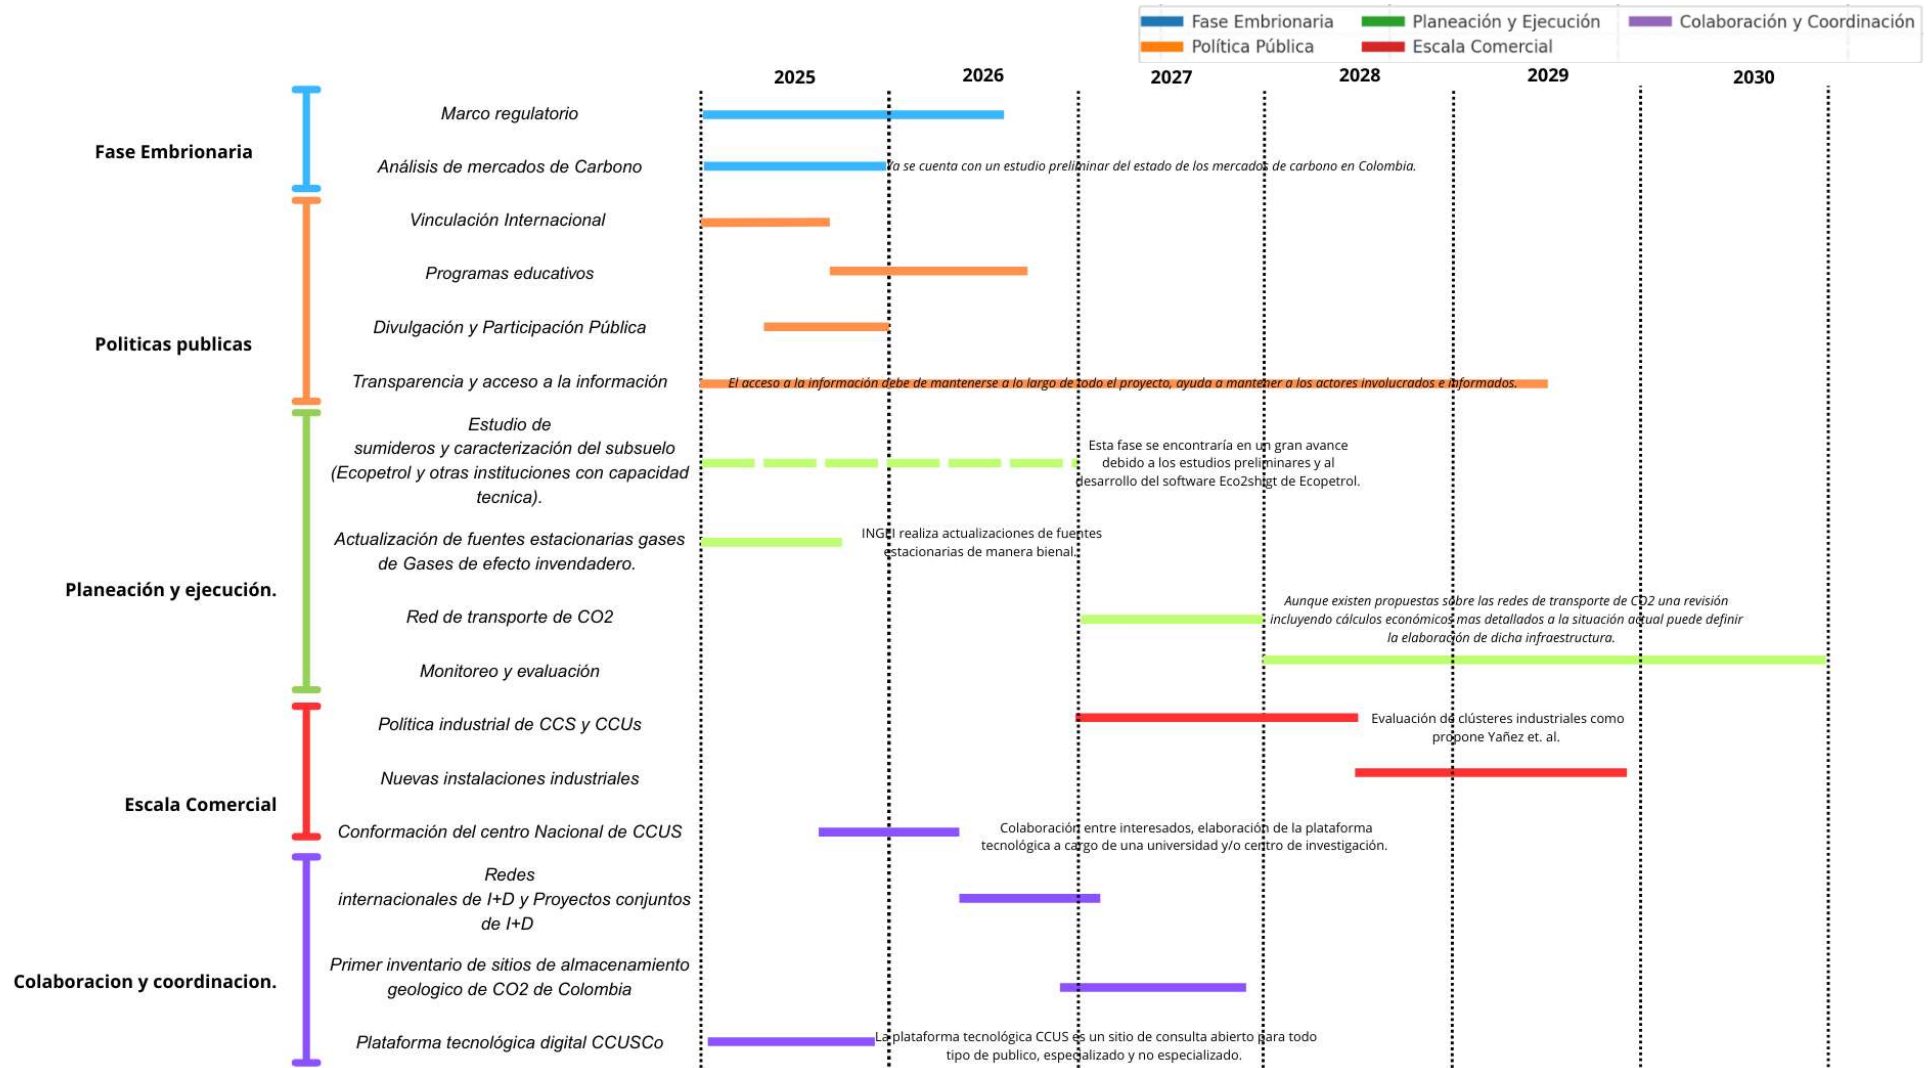 Fase Embrionaria
Planeación y Ejecución
Colaboración y Coordinación
Política Pública
Escala Comercial
2025
2026
2027
2028
2029
2030
Fase Embrionaria
Marco regulatorio
Análisis de mercados de Carbono
Ya se cuenta con un estudio preliminar del estado de los mercados de carbono en Colombia.
Politicas publicas
Vinculación Internacional
Programas educativos
Divulgación y Participación Pública
Transparencia y acceso a la información
El acceso a la información debe de mantenerse a lo largo de todo el proyecto, ayuda a mantener a los actores involucrados e informados.
Planeación y ejecución.
Estudio de
sumideros y caracterización del subsuelo
(Ecopetrol y otras instituciones con capacidad
tecnica).
Esta fase se encontraría en un gran avance
debido a los estudios preliminares y al
desarrollo del software Eco2shigt de Ecopetrol.
Actualización de fuentes estacionarias gases
de Gases de efecto invendadero.
INGEI realiza actualizaciones de fuentes
estacionarias de manera bienal.
Red de transporte de CO2
Aunque existen propuestas sobre las redes de transporte de CO2 una revisión
incluyendo cálculos económicos mas detallados a la situación actual puede definir
la elaboración de dicha infraestructura.
Monitoreo y evaluación
Escala Comercial
Política industrial de CCS y CCUs
Evaluación de clústeres industriales como
propone Yañez et. al.
Nuevas instalaciones industriales
Conformación del centro Nacional de CCUS
Colaboración entre interesados, elaboración de la plataforma
tecnológica a cargo de una universidad y/o centro de investigación.
Colaboracion y coordinacion.
Redes
internacionales de I+D y Proyectos conjuntos
de I+D
Primer inventario de sitios de almacenamiento
geologico de CO2 de Colombia
Plataforma tecnológica digital CCUSCo
La plataforma tecnológica CCUS es un sitio de consulta abierto para todo
tipo de publico, especializado y no especializado.